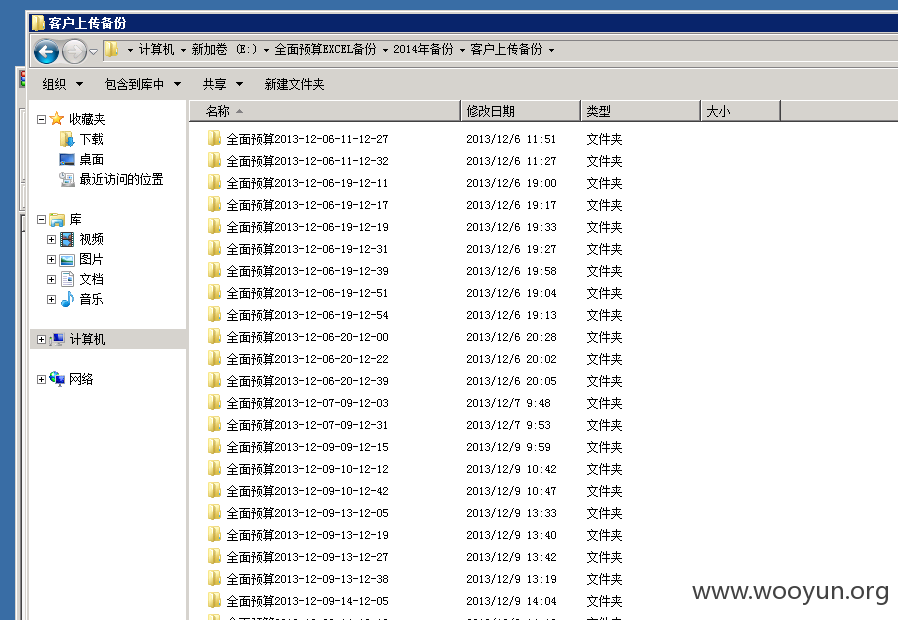 客户上传备份
计算机 新加卷 (E:) 全面预算EXCEL备份 2014年备份 客户上传备份
组织 包含到库中 共享 新建文件夹
收藏夹
下载
桌面
最近访问的位置
库
视频
图片
文档
音乐
计算机
网络
名称 修改日期 类型 大小
全面预算2013-12-06-11-12-27 2013/12/6 11:51 文件夹
全面预算2013-12-06-11-12-32 2013/12/6 11:27 文件夹
全面预算2013-12-06-19-12-11 2013/12/6 19:00 文件夹
全面预算2013-12-06-19-12-17 2013/12/6 19:17 文件夹
全面预算2013-12-06-19-12-19 2013/12/6 19:33 文件夹
全面预算2013-12-06-19-12-31 2013/12/6 19:27 文件夹
全面预算2013-12-06-19-12-39 2013/12/6 19:58 文件夹
全面预算2013-12-06-19-12-51 2013/12/6 19:04 文件夹
全面预算2013-12-06-19-12-54 2013/12/6 19:13 文件夹
全面预算2013-12-06-20-12-00 2013/12/6 20:28 文件夹
全面预算2013-12-06-20-12-22 2013/12/6 20:02 文件夹
全面预算2013-12-06-20-12-39 2013/12/6 20:05 文件夹
全面预算2013-12-07-09-12-03 2013/12/7 9:48 文件夹
全面预算2013-12-07-09-12-31 2013/12/7 9:53 文件夹
全面预算2013-12-09-09-12-15 2013/12/9 9:59 文件夹
全面预算2013-12-09-10-12-12 2013/12/9 10:42 文件夹
全面预算2013-12-09-10-12-42 2013/12/9 10:47 文件夹
全面预算2013-12-09-13-12-05 2013/12/9 13:33 文件夹
全面预算2013-12-09-13-12-19 2013/12/9 13:40 文件夹
全面预算2013-12-09-13-12-27 2013/12/9 13:42 文件夹
全面预算2013-12-09-13-12-38 2013/12/9 13:19 文件夹
全面预算2013-12-09-14-12-05 2013/12/9 14:04 文件夹
www.wooyun.org